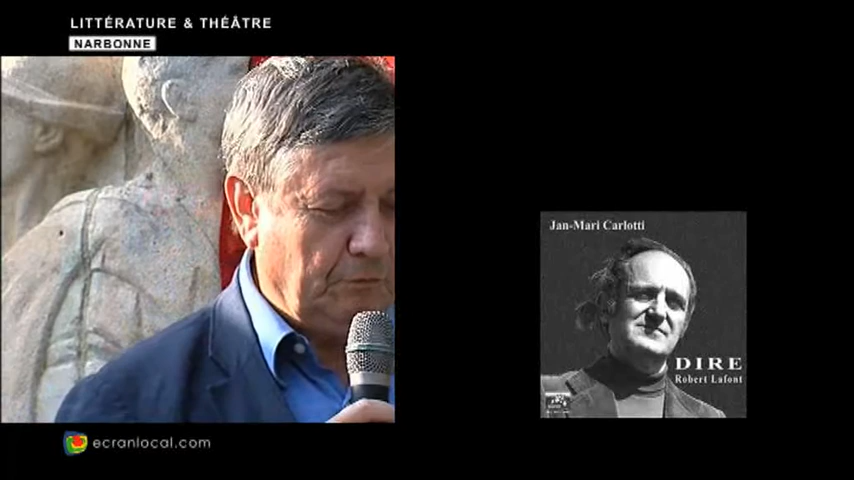 LITTÉRATURE & THÉÂTRE
NARBONNE
Jan-Mari Carlotti
DIRE
Robert Lafont
ecranlocal.com